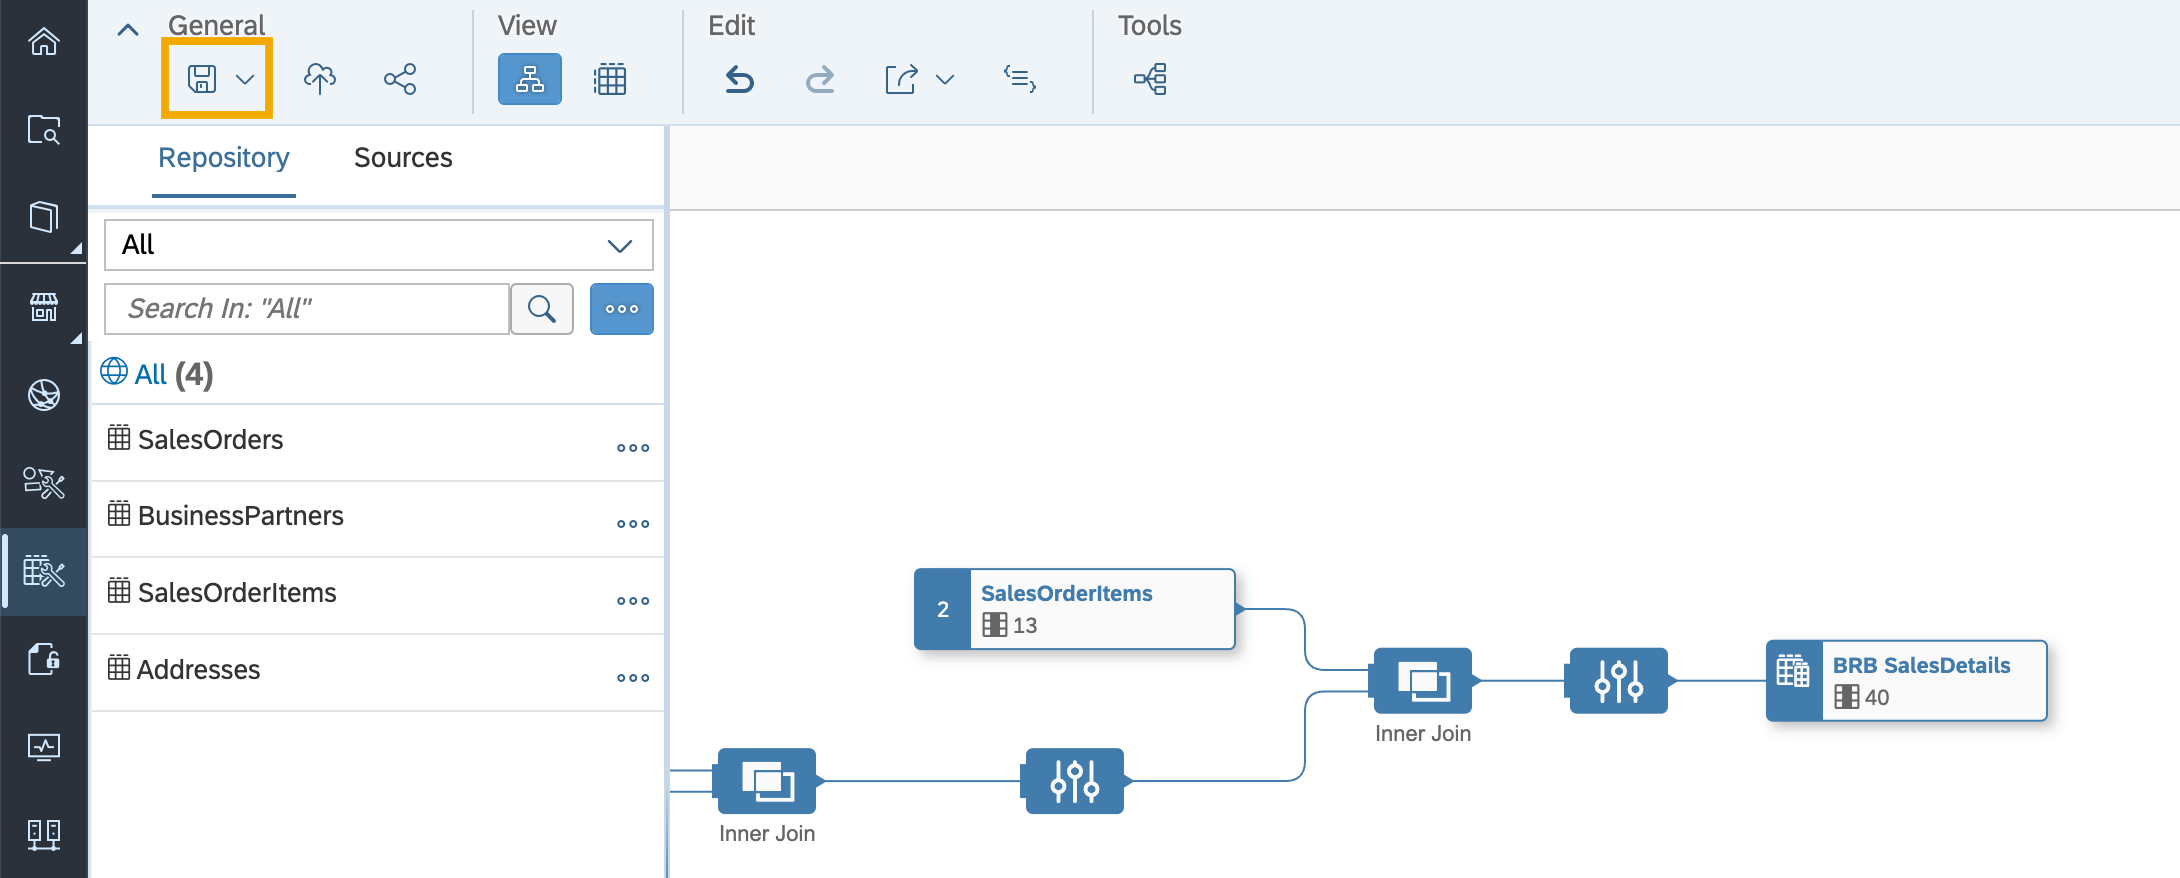 General
View
Edit
Tools
Repository
Sources
All
Search In: "All"
All (4)
SalesOrders
BusinessPartners
SalesOrderItems
Addresses
2
SalesOrderItems
13
Inner Join
BRB SalesDetails
40
Inner Join